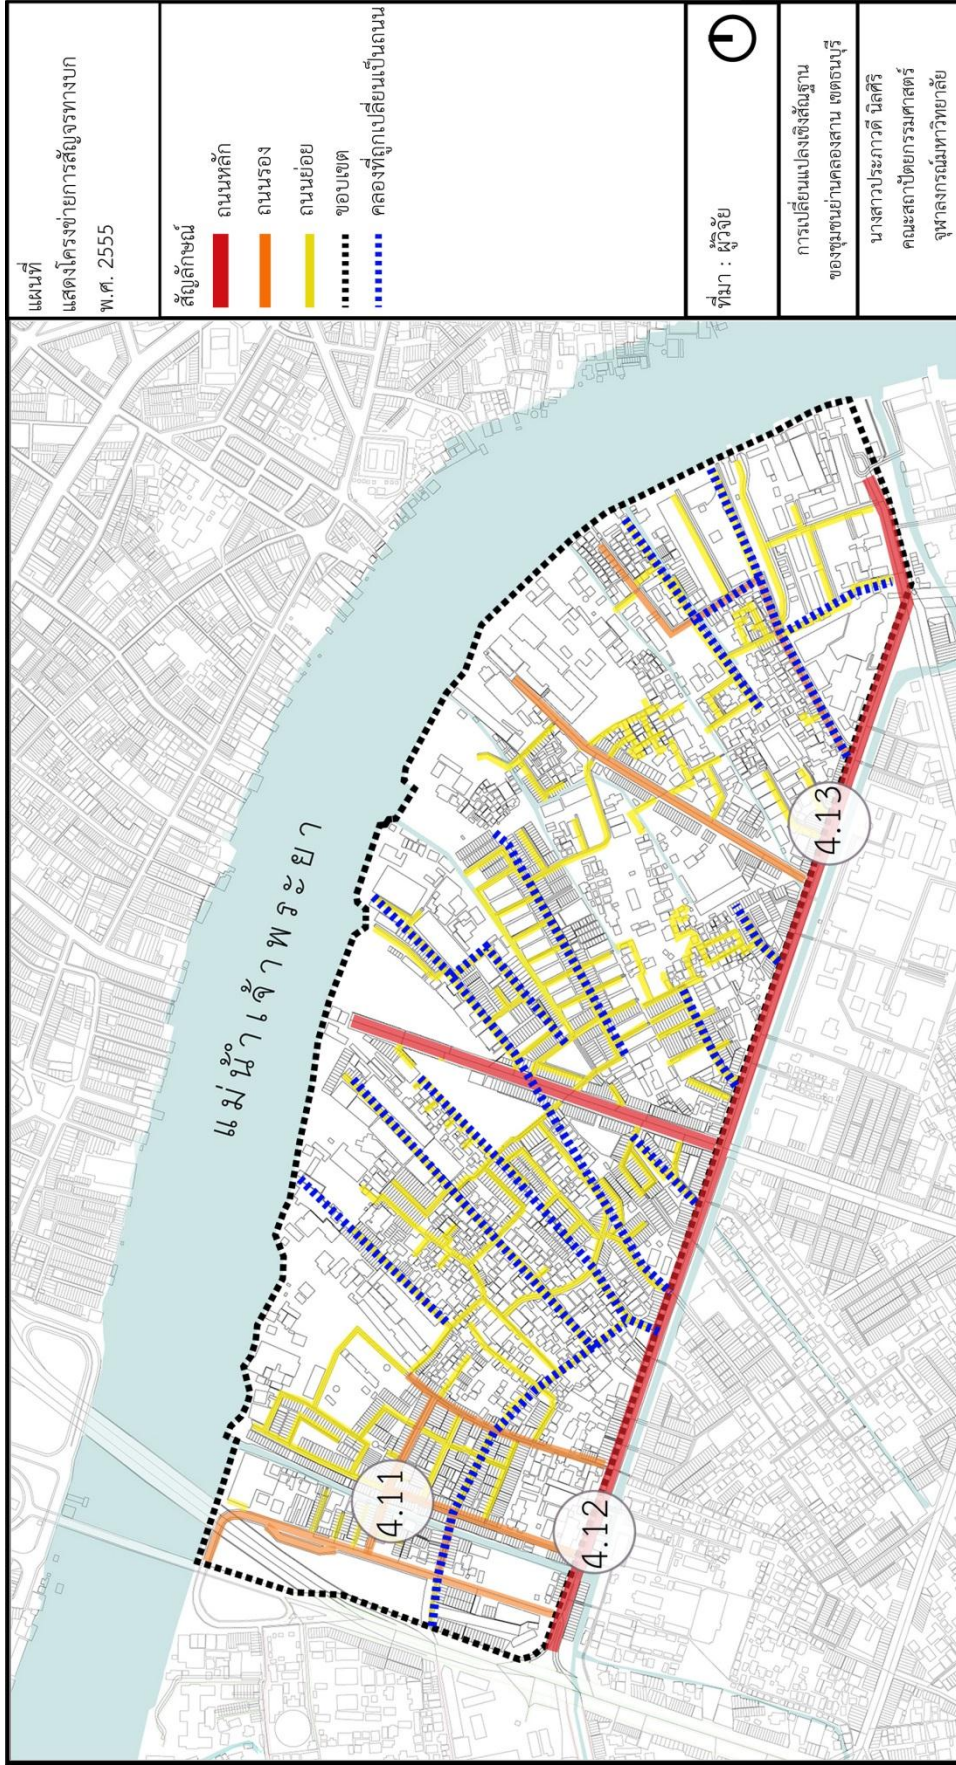 แผนที่
แสดงโครงข่ายการสัญจรทางบก
พ.ศ. 2555
สัญลักษณ์
ถนนหลัก
ถนนรอง
ถนนย่อย
ขอบเขต
คลองที่ถูกเปลี่ยนเป็นถนน
ที่มา : ผู้วิจัย
การเปลี่ยนแปลงเชิงสัณฐาน
ของชุมชนย่านคลองสาน เขตธนบุรี
นางสาวประภาวดี นิลศิริ
คณะสถาปัตยกรรมศาสตร์
จุฬาลงกรณ์มหาวิทยาลัย
แม่น้ำเจ้าพระยา
4.11
4.12
4.13